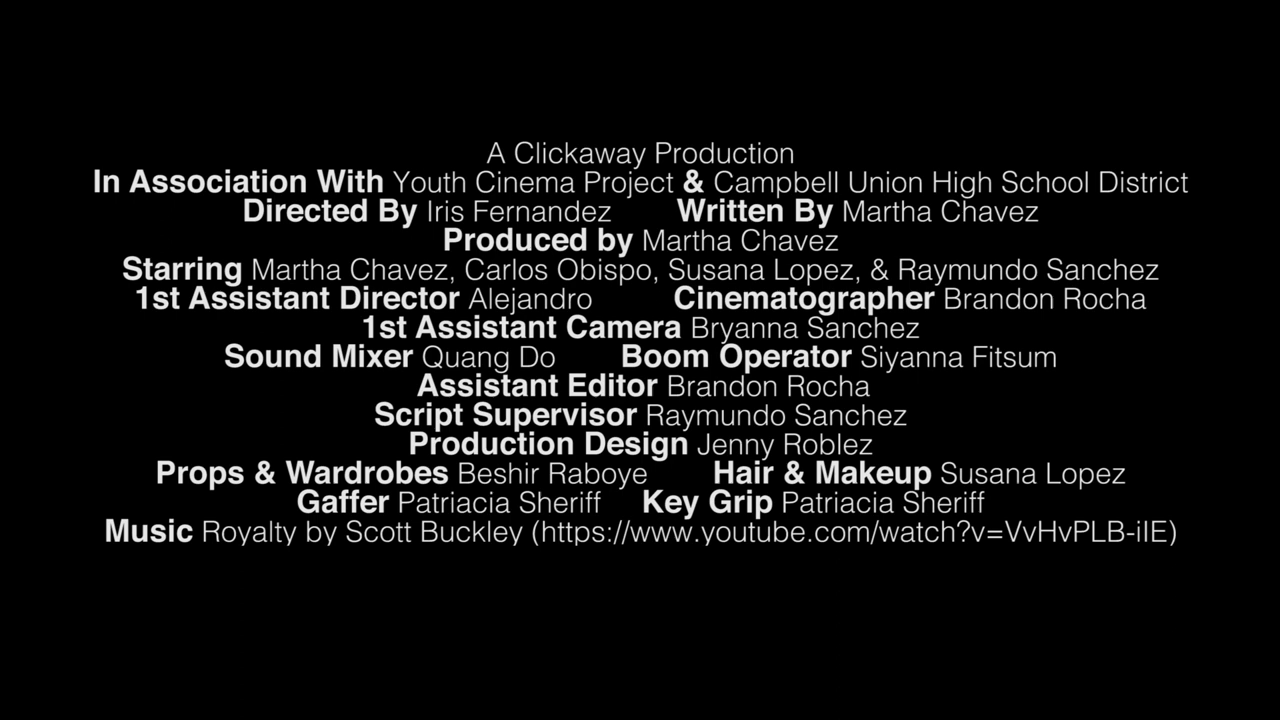 A Clickaway Production
In Association With Youth Cinema Project & Campbell Union High School District
Directed By Iris Fernandez Written By Martha Chavez
Produced by Martha Chavez
Starring Martha Chavez, Carlos Obispo, Susana Lopez, & Raymundo Sanchez
1st Assistant Director Alejandro Cinematographer Brandon Rocha
1st Assistant Camera Bryanna Sanchez
Sound Mixer Quang Do Boom Operator Siyanna Fitsum
Assistant Editor Brandon Rocha
Script Supervisor Raymundo Sanchez
Production Design Jenny Roblez
Props & Wardrobes Beshir Raboye Hair & Makeup Susana Lopez
Gaffer Patriacia Sheriff Key Grip Patriacia Sheriff
Music Royalty by Scott Buckley (https://www.youtube.com/watch?v=VvHvPLB-iIE)